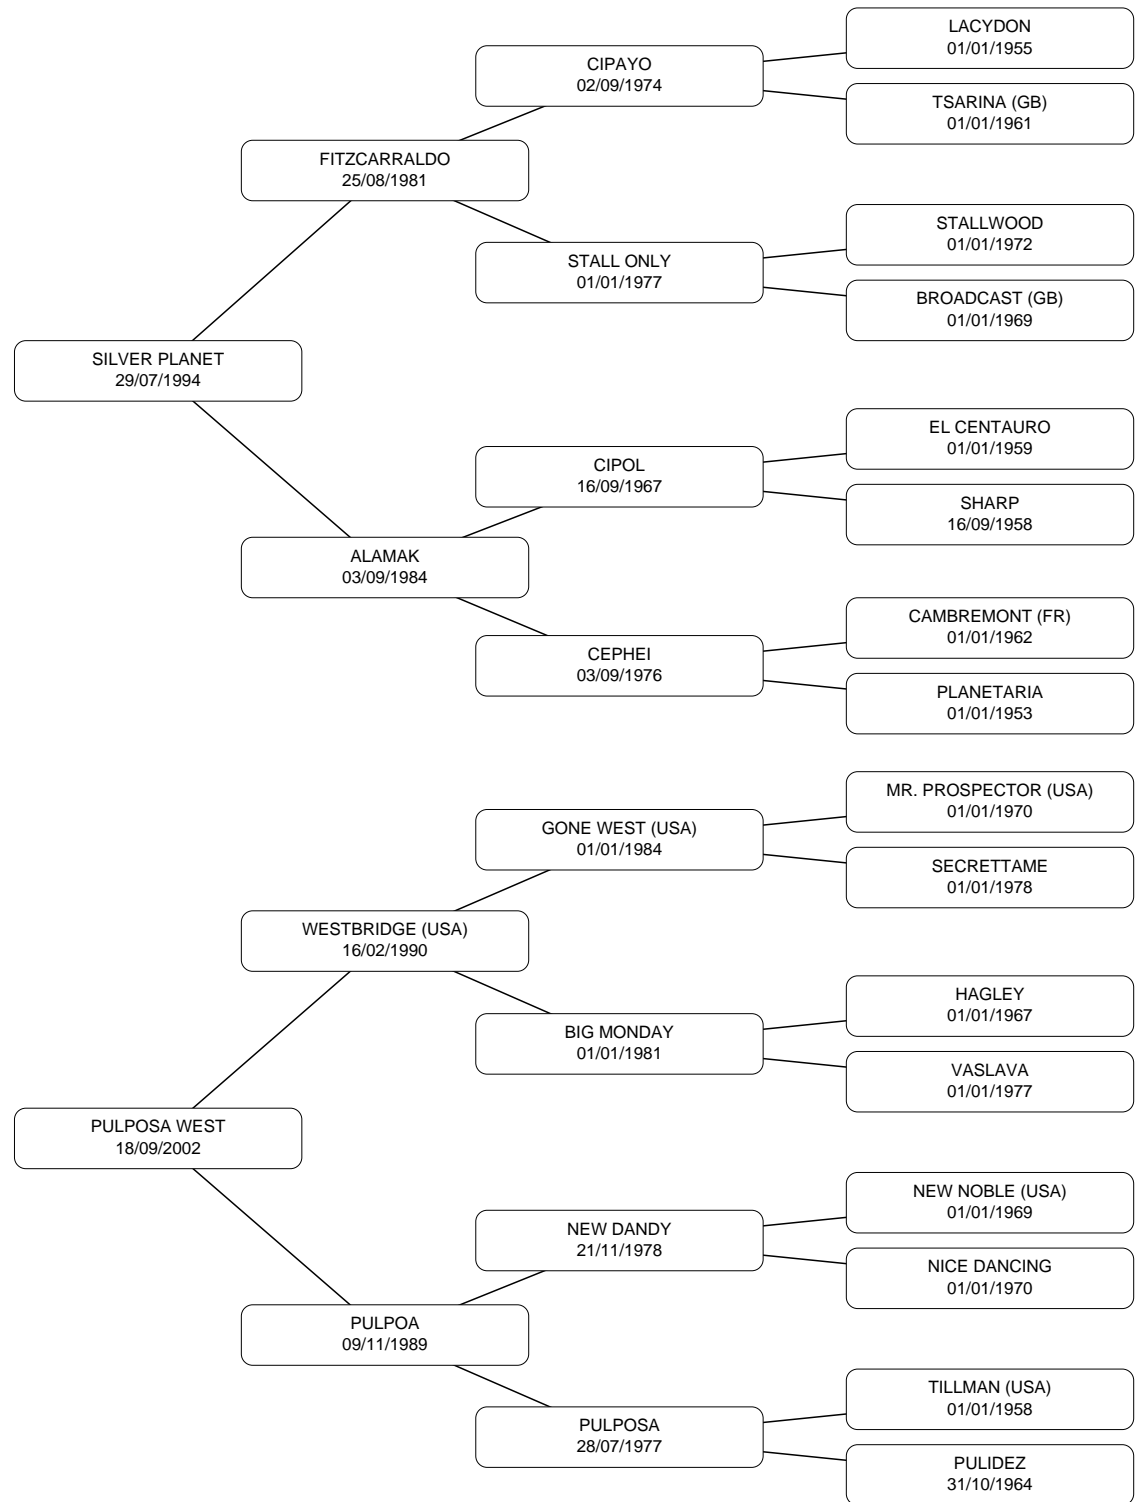 LACYDON
01/01/1955
CIPAYO
02/09/1974
TSARINA (GB)
01/01/1961
FITZCARRALDO
25/08/1981
STALLWOOD
01/01/1972
STALL ONLY
01/01/1977
BROADCAST (GB)
01/01/1969
SILVER PLANET
29/07/1994
EL CENTAURO
01/01/1959
CIPOL
16/09/1967
SHARP
16/09/1958
ALAMAK
03/09/1984
CAMBREMONT (FR)
01/01/1962
CEPHEI
03/09/1976
PLANETARIA
01/01/1953
MR. PROSPECTOR (USA)
01/01/1970
GONE WEST (USA)
01/01/1984
SECRETTAME
01/01/1978
WESTBRIDGE (USA)
16/02/1990
HAGLEY
01/01/1967
BIG MONDAY
01/01/1981
VASLAVA
01/01/1977
PULPOSA WEST
18/09/2002
NEW NOBLE (USA)
01/01/1969
NEW DANDY
21/11/1978
NICE DANCING
01/01/1970
PULPOA
09/11/1989
TILLMAN (USA)
01/01/1958
PULPOSA
28/07/1977
PULIDEZ
31/10/1964